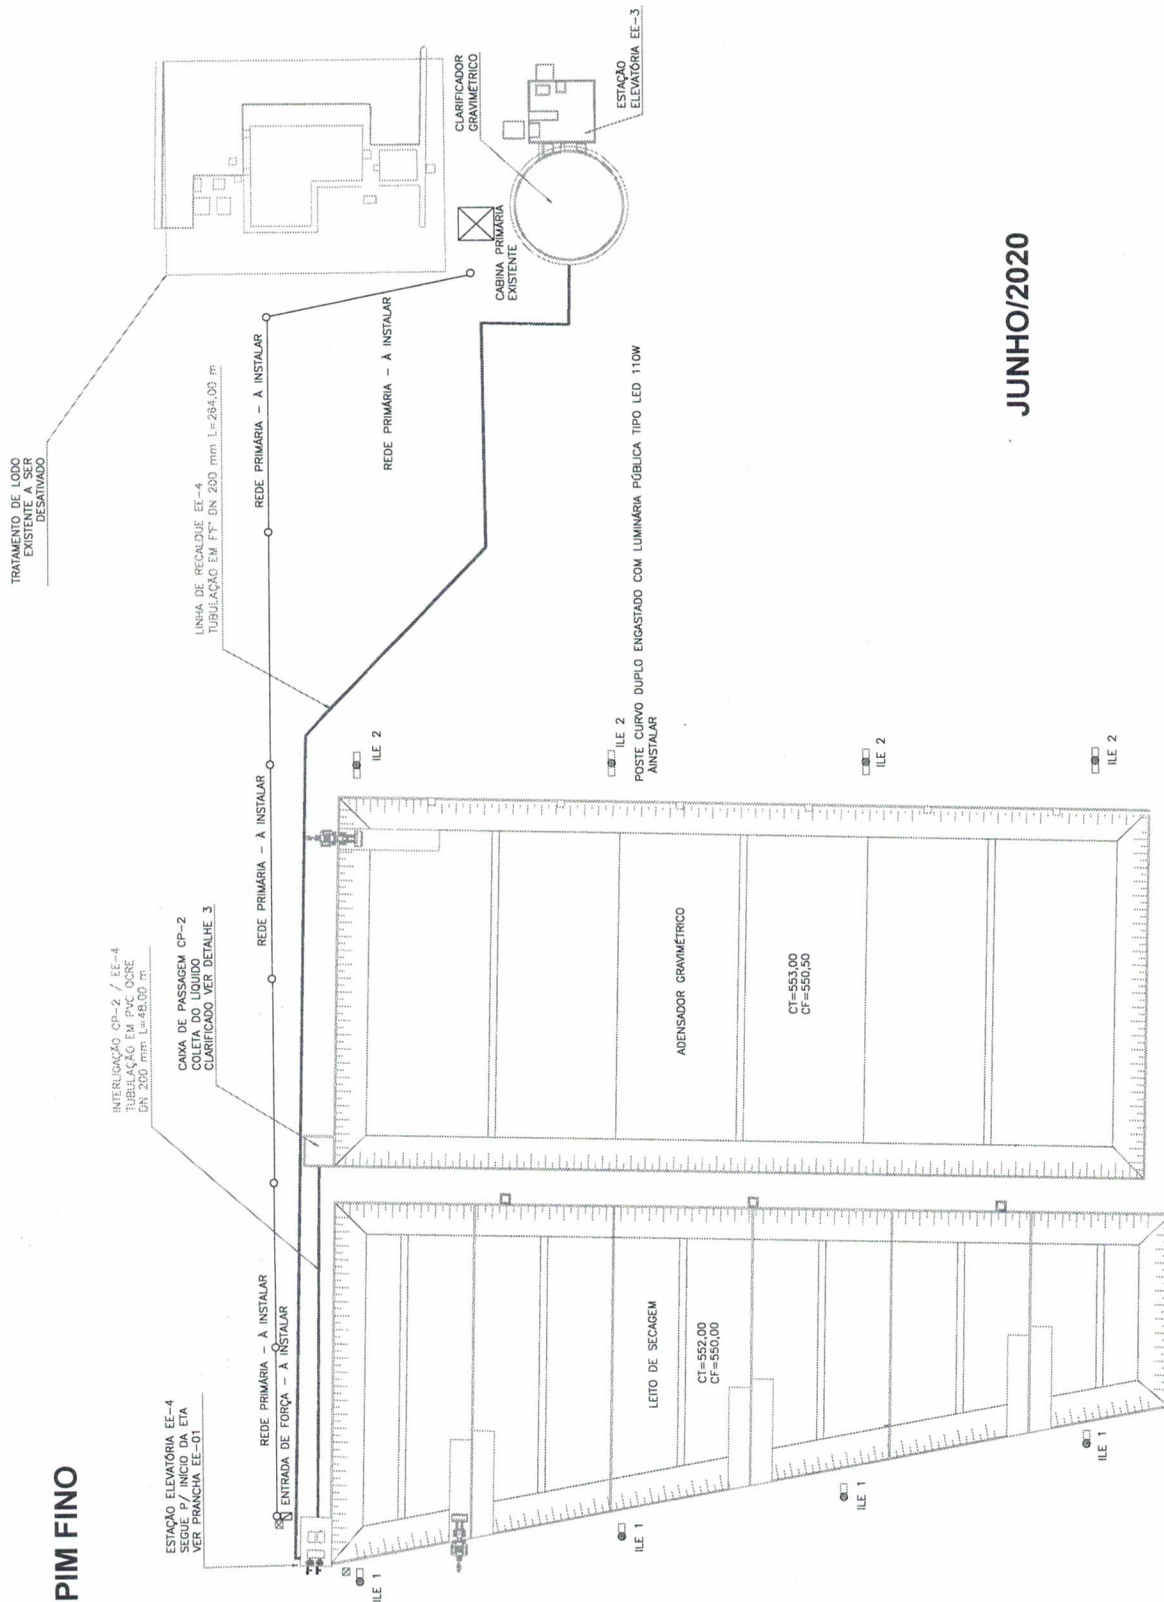 PIM FINO
JUNHO/2020
TRATAMENTO DE LODO
EXISTENTE A SER
DESATIVADO
CLARIFICADOR
GRAVIMÉTRICO
ESTAÇÃO
ELEVATÓRIA EE-3
CABINA PRIMÁRIA
EXISTENTE
REDE PRIMÁRIA - À INSTALAR
REDE PRIMÁRIA - À INSTALAR
LINHA DE RECALQUE EE-4
TUBULAÇÃO EM FºFº DN 200 mm L=264,00 m
POSTE CURVO DUPLO ENGASTADO COM LUMINÁRIA PÚBLICA TIPO LED 110W
AINSTALAR
ILE 2
ILE 2
ILE 2
ILE 2
REDE PRIMÁRIA - À INSTALAR
CAIXA DE PASSAGEM CP-2
COLETA DO LIQUIDO
CLARIFICADO VER DETALHE 3
INTERLIGAÇÃO CP-2 / EE-4
TUBULAÇÃO EM PVC OCRE
DN 200 mm L=48,00 m
ADENSADOR GRAVIMÉTRICO
CT=553,00
CF=550,50
REDE PRIMÁRIA - À INSTALAR
ENTRADA DE FORÇA - À INSTALAR
ESTAÇÃO ELEVATÓRIA EE-4
SEGUE P/ INÍCIO DA ETA
VER PRANCHA EE-01
LEITO DE SECAGEM
CT=552,00
CF=550,00
ILE 1
ILE 1
ILE 1
ILE 1